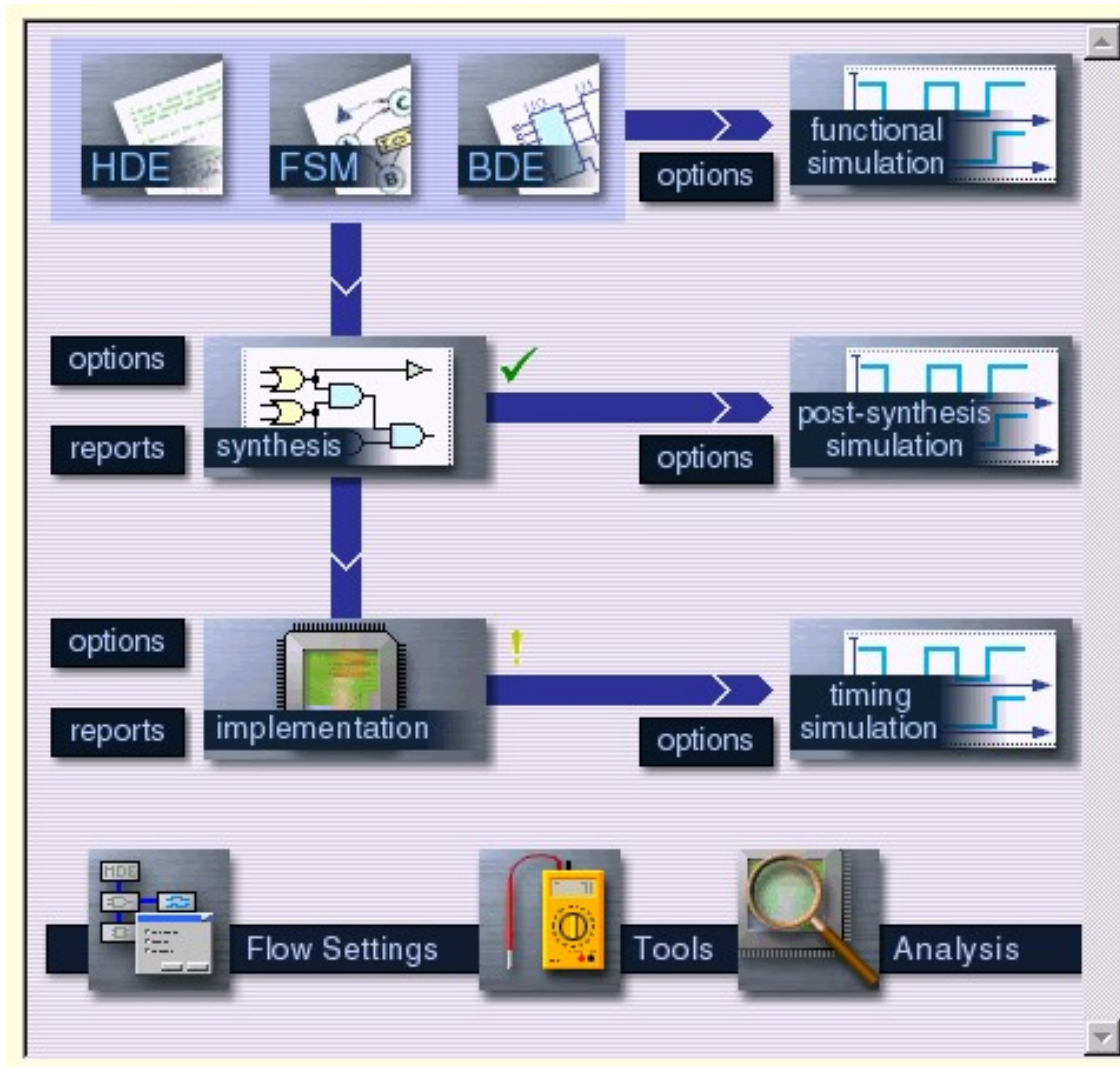 HDE
FSM
BDE
options
functional
simulation
options
reports
synthesis
options
post-synthesis
simulation
options
reports
implementation
!
options
timing
simulation
HDE
Flow Settings
Tools
Analysis